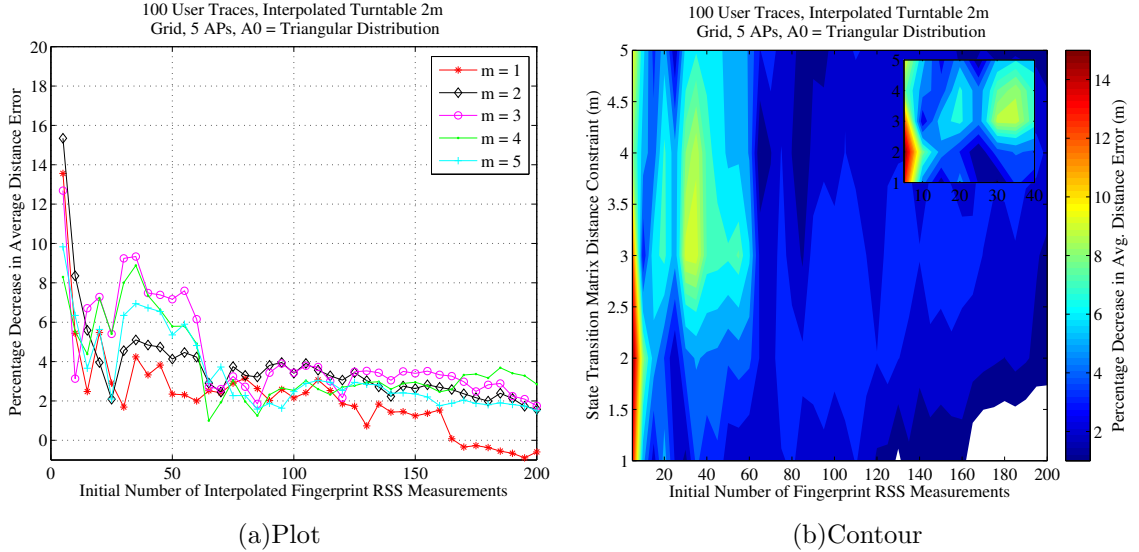 100 User Traces, Interpolated Turntable 2m
Grid, 5 APs, A0 = Triangular Distribution
20
18
16
14
12
10
8
6
4
2
0
Percentage Decrease in Average Distance Error
m = 1
m = 2
m = 3
m = 4
m = 5
0 50 100 150 200
Initial Number of Interpolated Fingerprint RSS Measurements
(a)Plot
100 User Traces, Interpolated Turntable 2m
Grid, 5 APs, A0 = Triangular Distribution
5
4.5
4
3.5
3
2.5
2
1.5
1
State Transition Matrix Distance Constraint (m)
5
4
3
2
1
10 20 30 40
20 40 60 80 100 120 140 160 180 200
Initial Number of Fingerprint RSS Measurements
14
12
10
8
6
4
2
Percentage Decrease in Avg. Distance Error (m)
(b)Contour